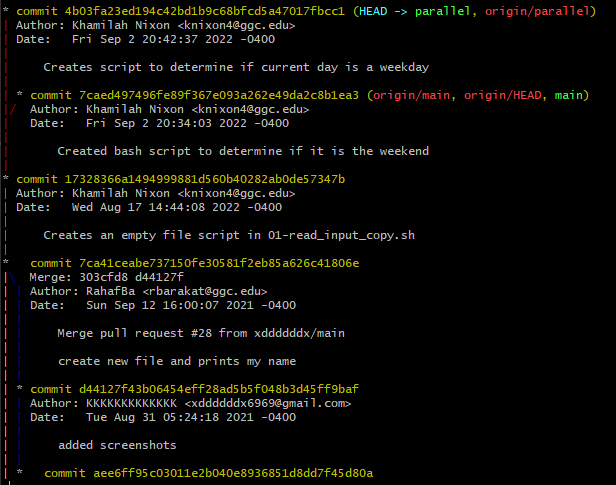 * commit 4b03fa23ed194c42bd1b9c68bfcd5a47017fbcc1 (HEAD -> parallel, origin/parallel)
| Author: Khamilah Nixon <knixon4@ggc.edu>
| Date:   Fri Sep 2 20:42:37 2022 -0400
|
|     Creates script to determine if current day is a weekday
|
| * commit 7caed497496fe89f367e093a262e49da2c8b1ea3 (origin/main, origin/HEAD, main)
|/  Author: Khamilah Nixon <knixon4@ggc.edu>
|   Date:   Fri Sep 2 20:34:03 2022 -0400
|
|       Created bash script to determine if it is the weekend
|
* commit 17328366a1494999881d560b40282ab0de57347b
| Author: Khamilah Nixon <knixon4@ggc.edu>
| Date:   Wed Aug 17 14:44:08 2022 -0400
|
|     Creates an empty file script in 01-read_input_copy.sh
|
*   commit 7ca41ceabe737150fe30581f2eb85a626c41806e
|\  Merge: 303cfd8 d44127f
| | Author: RahafBa <rbarakat@ggc.edu>
| | Date:   Sun Sep 12 16:00:07 2021 -0400
| |
| |     Merge pull request #28 from xddddddx/main
| |
| |     create new file and prints my name
| |
| * commit d44127f43b06454eff28ad5b5f048b3d45ff9baf
| | Author: KKKKKKKKKKKKK <xddddddx6969@gmail.com>
| | Date:   Tue Aug 31 05:24:18 2021 -0400
| |
| |     added screenshots
| |
| *   commit aee6ff95c03011e2b040e8936851d8dd7f45d80a